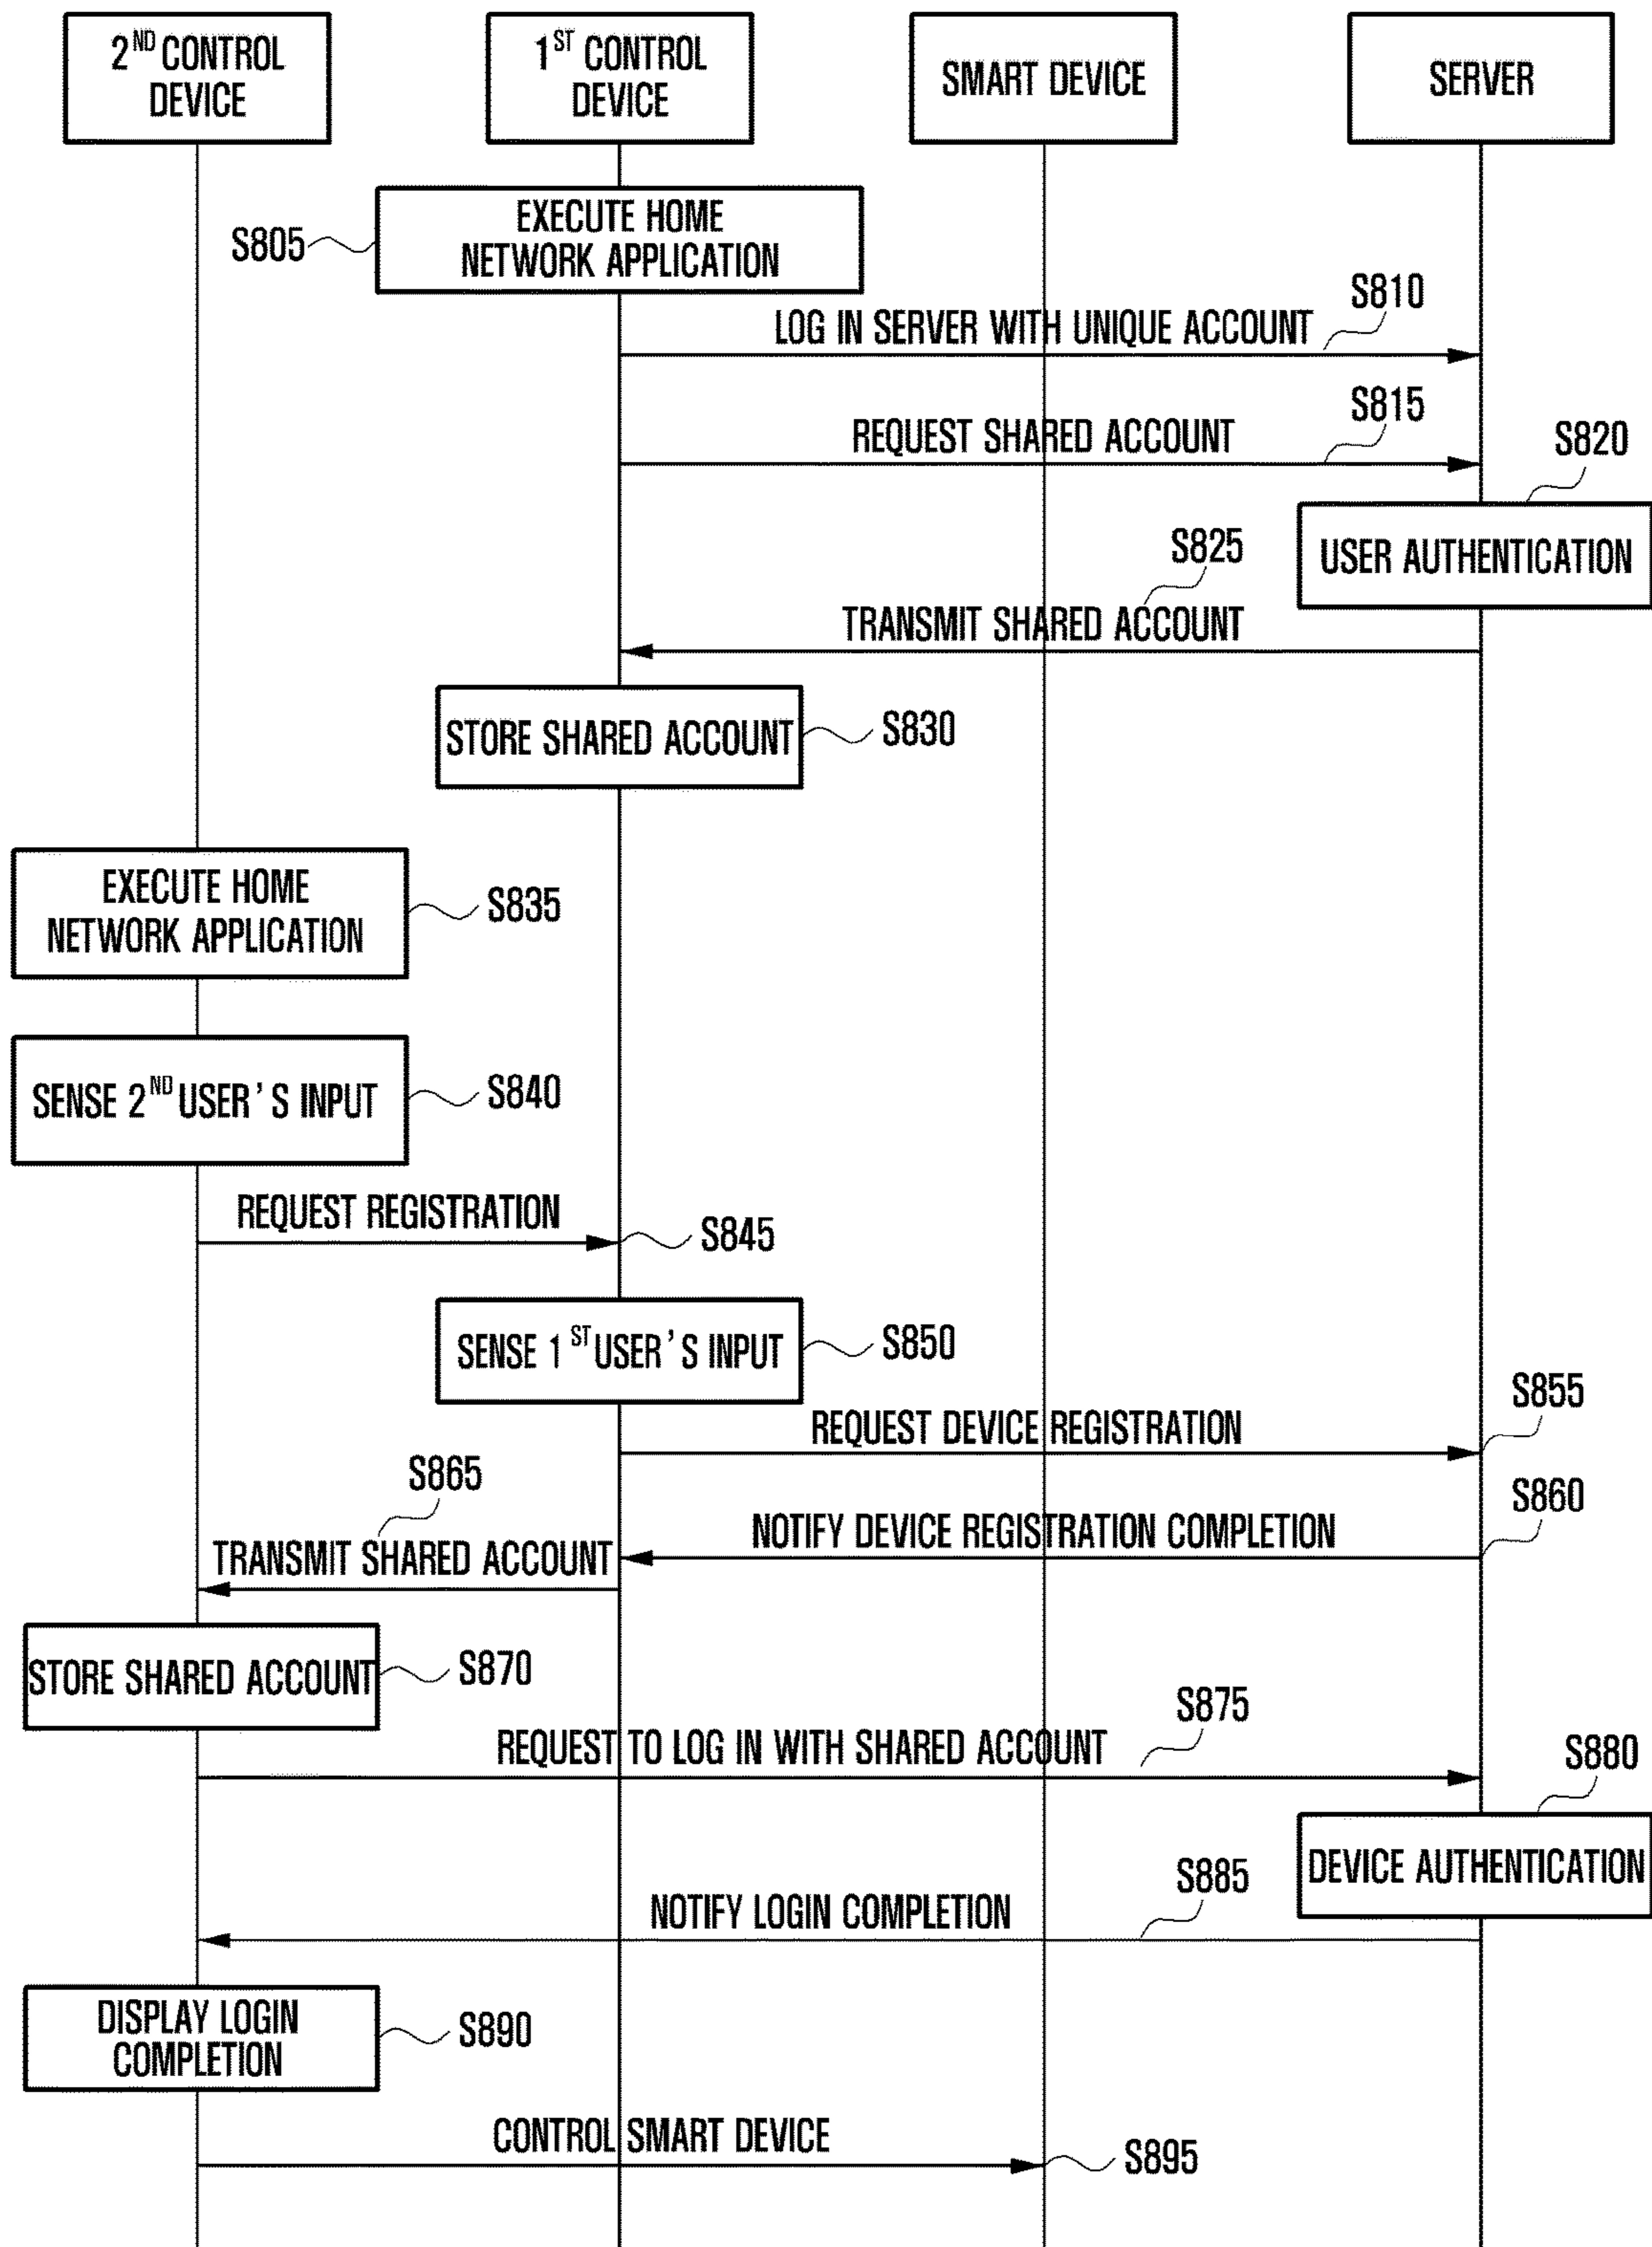 2ND CONTROL
DEVICE
1ST CONTROL
DEVICE
SMART DEVICE
SERVER
EXECUTE HOME
NETWORK APPLICATION
S805
S810
LOG IN SERVER WITH UNIQUE ACCOUNT
S815
REQUEST SHARED ACCOUNT
S820
USER AUTHENTICATION
S825
TRANSMIT SHARED ACCOUNT
STORE SHARED ACCOUNT
S830
EXECUTE HOME
NETWORK APPLICATION
S835
SENSE 2ND USER'S INPUT
S840
REQUEST REGISTRATION
S845
SENSE 1ST USER'S INPUT
S850
REQUEST DEVICE REGISTRATION
S855
S860
NOTIFY DEVICE REGISTRATION COMPLETION
S865
TRANSMIT SHARED ACCOUNT
STORE SHARED ACCOUNT
S870
S875
REQUEST TO LOG IN WITH SHARED ACCOUNT
S880
DEVICE AUTHENTICATION
S885
NOTIFY LOGIN COMPLETION
DISPLAY LOGIN
COMPLETION
S890
CONTROL SMART DEVICE
S895